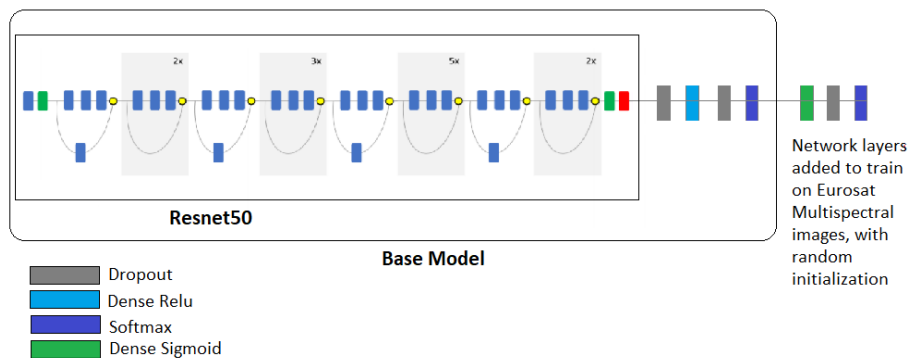 2x
3x
5x
2x
Resnet50
Base Model
Network layers
added to train
on Eurosat
Multispectral
images, with
random
initialization
Dropout
Dense Relu
Softmax
Dense Sigmoid